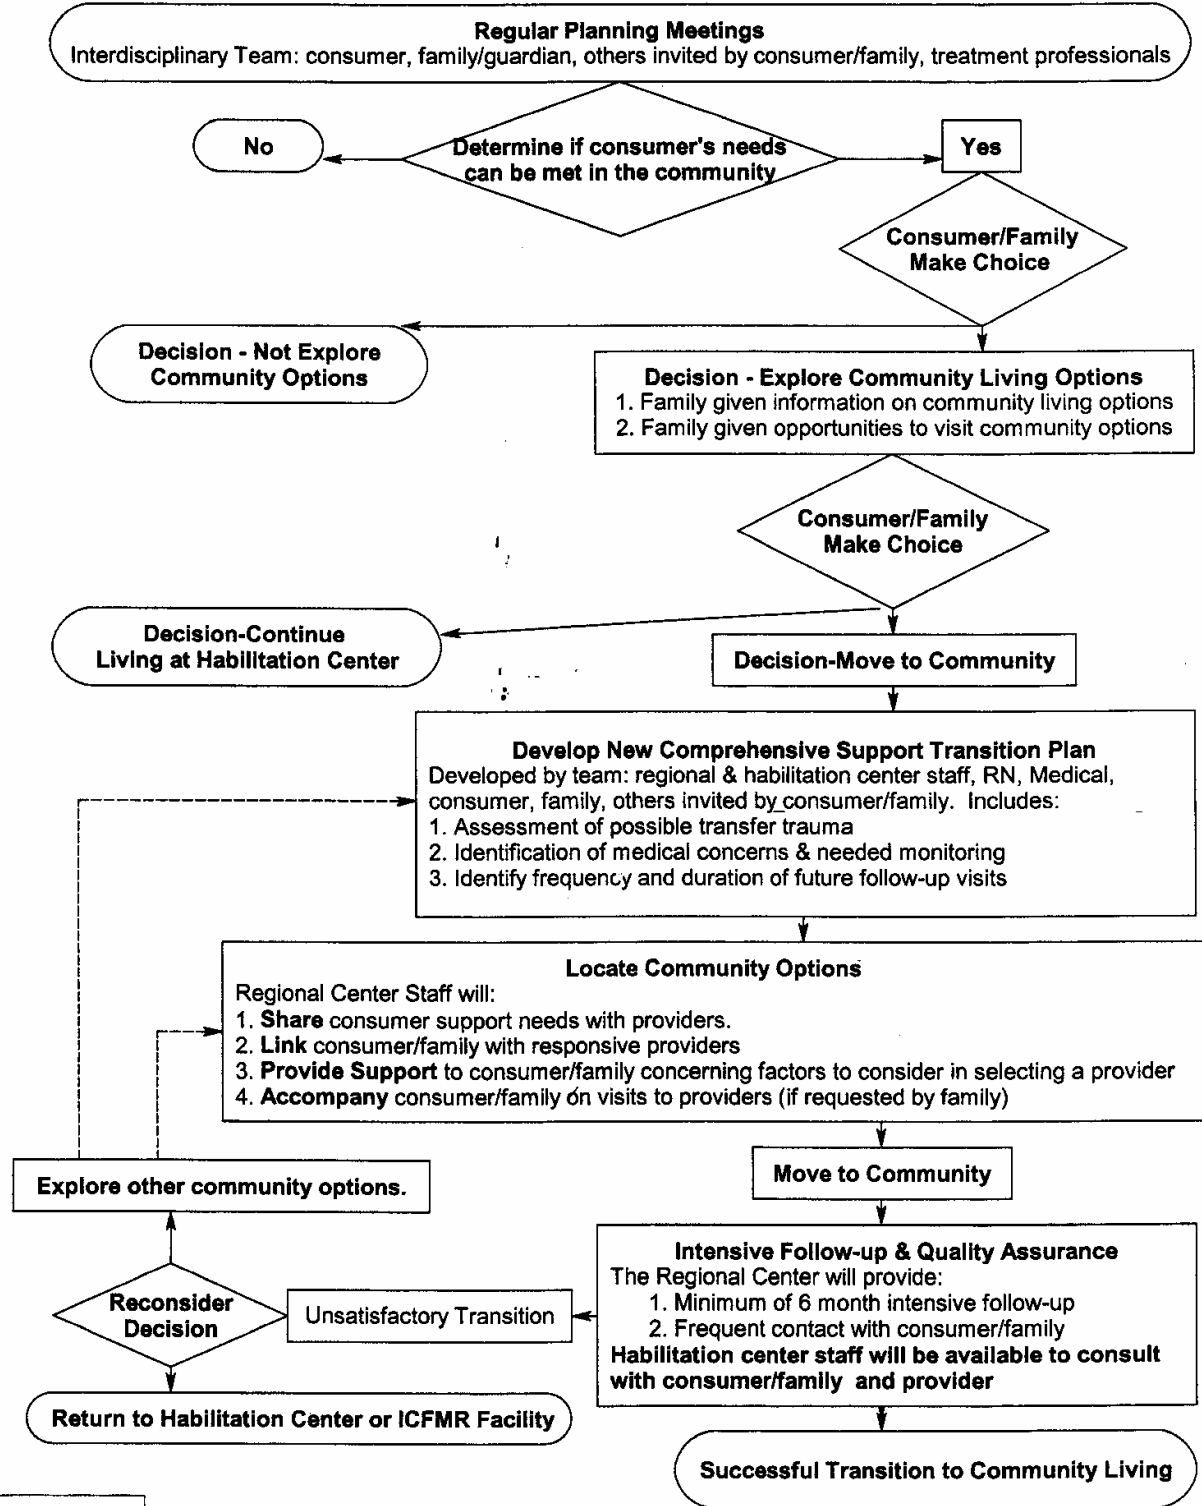 Regular Planning Meetings
Interdisciplinary Team: consumer, family/guardian, others invited by consumer/family, treatment professionals
No
Determine if consumer's needs
can be met in the community
Yes
Consumer/Family
Make Choice
Decision - Not Explore
Community Options
Decision - Explore Community Living Options
1. Family given information on community living options
2. Family given opportunities to visit community options
Consumer/Family
Make Choice
Decision-Continue
Living at Habilitation Center
Decision-Move to Community
Develop New Comprehensive Support Transition Plan
Developed by team: regional & habilitation center staff, RN, Medical,
consumer, family, others invited by consumer/family. Includes:
1. Assessment of possible transfer trauma
2. Identification of medical concerns & needed monitoring
3. Identify frequency and duration of future follow-up visits
Locate Community Options
Regional Center Staff will:
1. Share consumer support needs with providers.
2. Link consumer/family with responsive providers
3. Provide Support to consumer/family concerning factors to consider in selecting a provider
4. Accompany consumer/family on visits to providers (if requested by family)
Explore other community options.
Move to Community
Intensive Follow-up & Quality Assurance
The Regional Center will provide:
1. Minimum of 6 month intensive follow-up
2. Frequent contact with consumer/family
Habilitation center staff will be available to consult
with consumer/family and provider
Reconsider
Decision
Unsatisfactory Transition
Return to Habilitation Center or ICFMR Facility
Successful Transition to Community Living